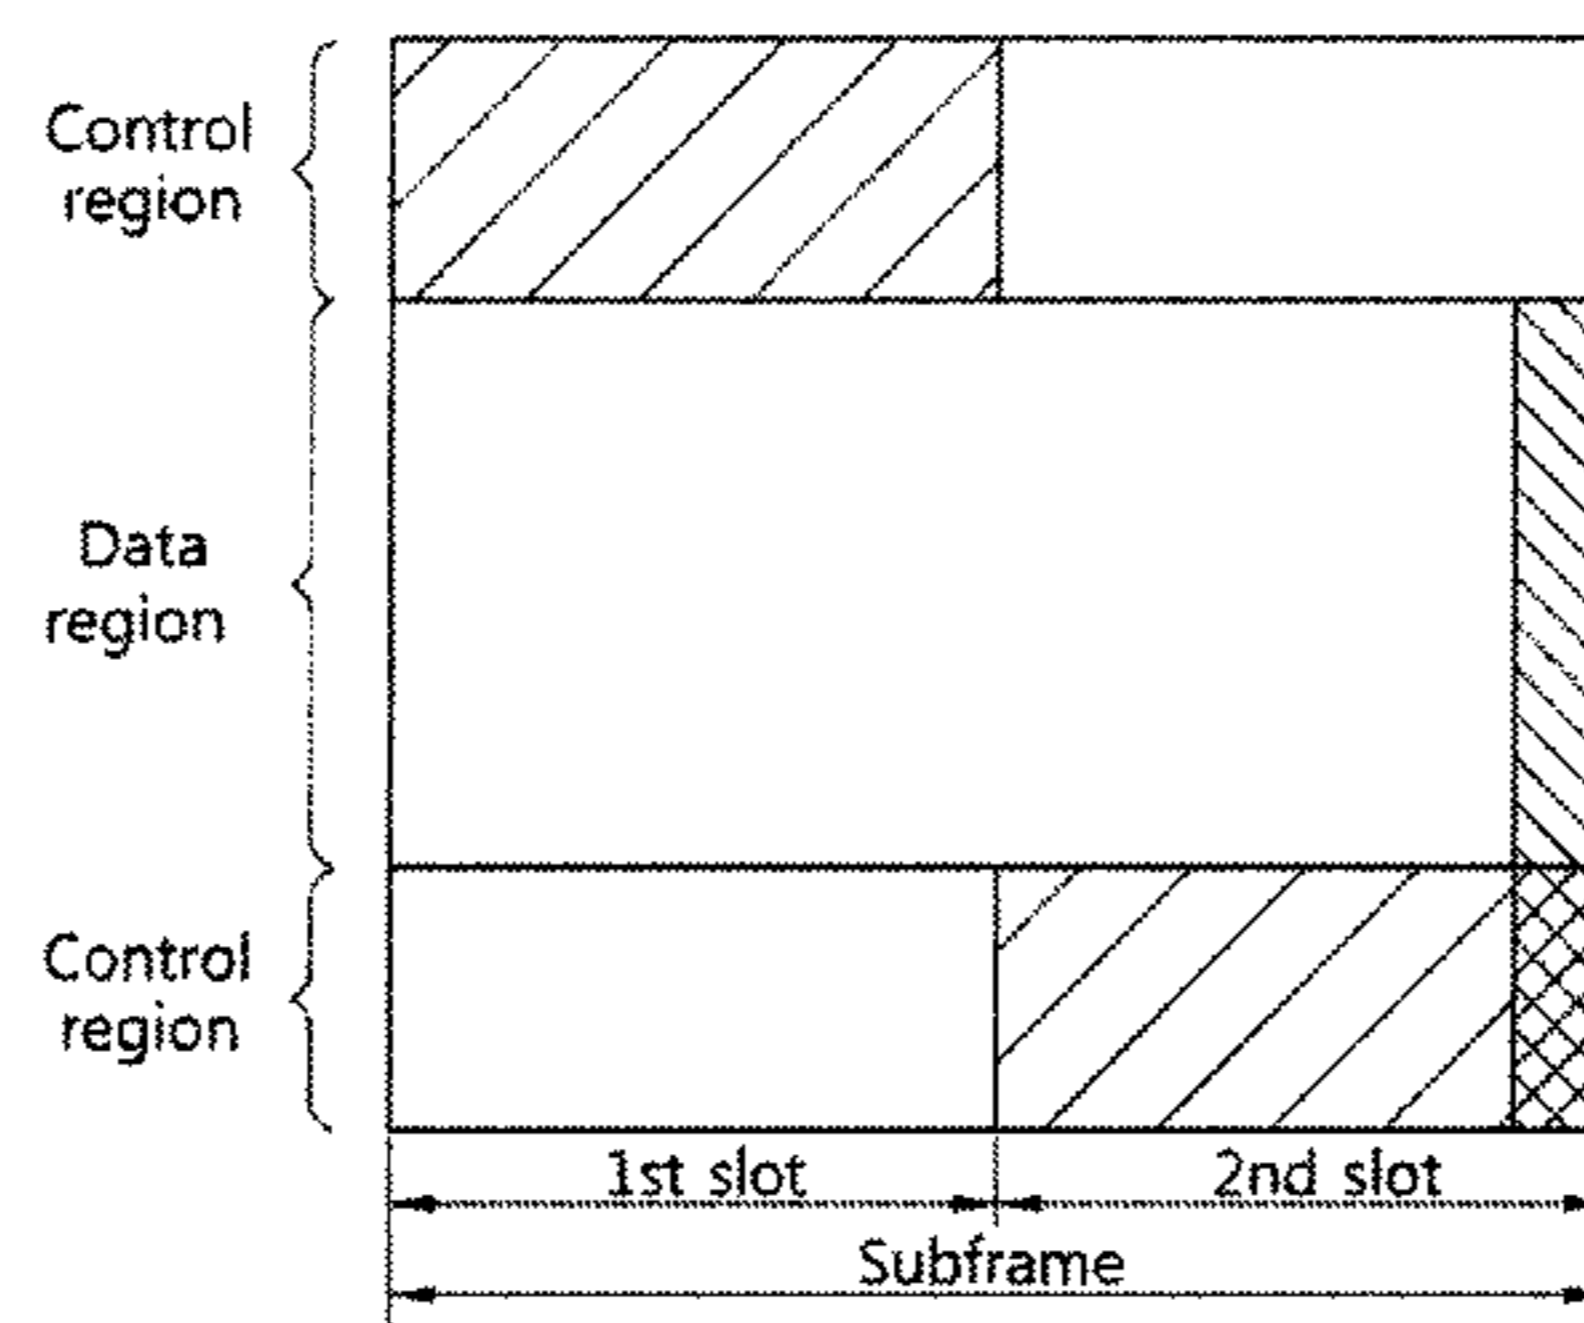 Control
region
Data
region
Control
region
1st slot
2nd slot
Subframe